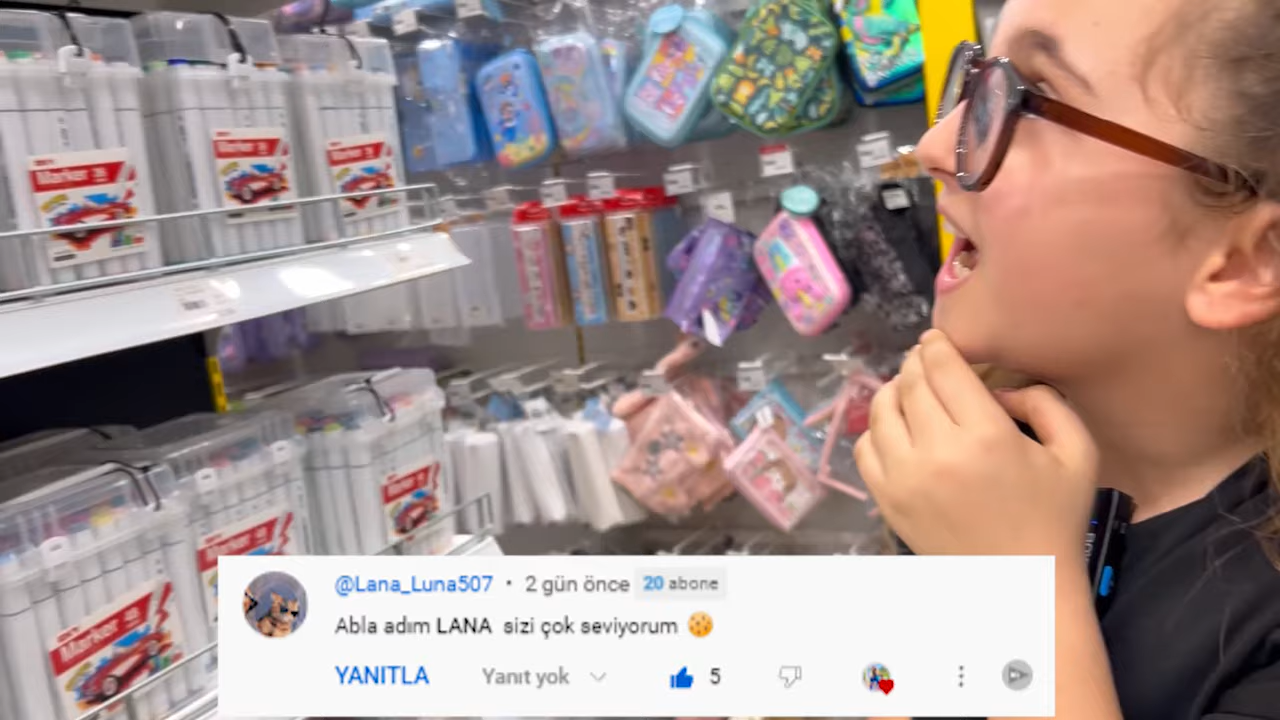 Marker
Marker
Marker
Marker
Marker
Marker
@Lana_Luna507 • 2 gün önce 20 abone
Abla adım LANA sizi çok seviyorum 🍪
YANITLA Yanıt yok 5